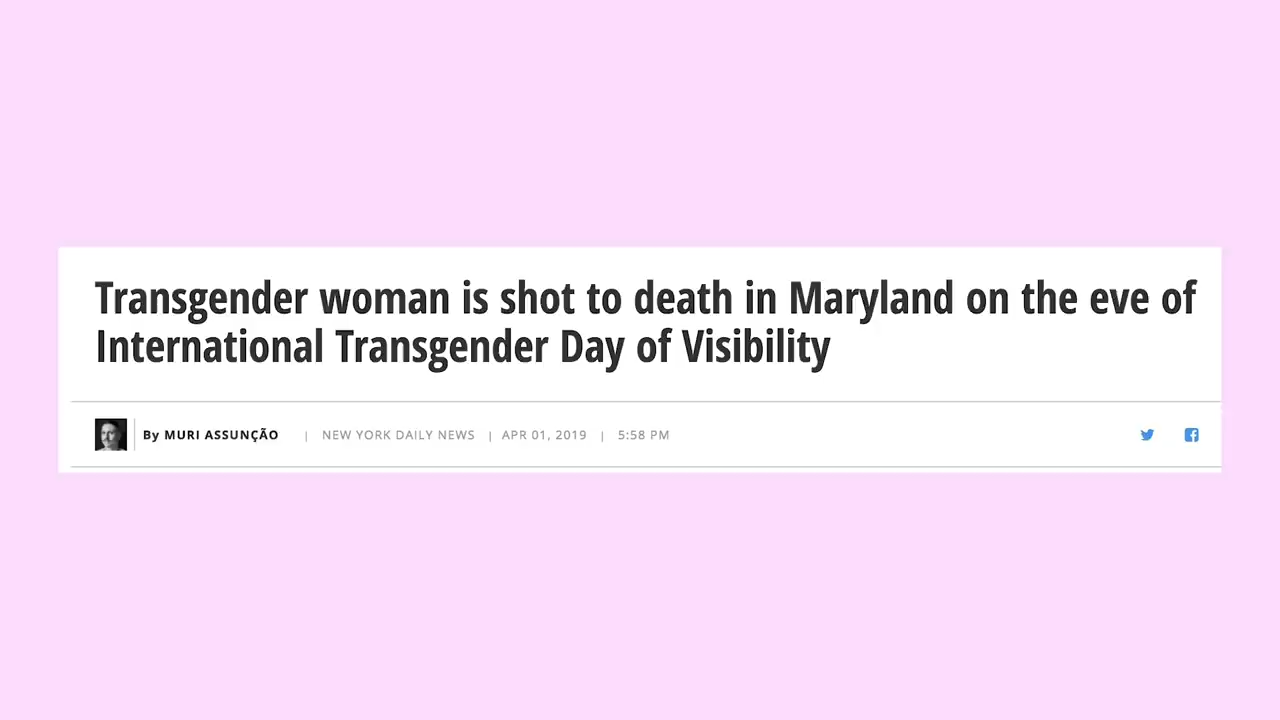 Transgender woman is shot to death in Maryland on the eve of
International Transgender Day of Visibility
By MURI ASSUNÇÃO | NEW YORK DAILY NEWS | APR 01, 2019 | 5:58 PM